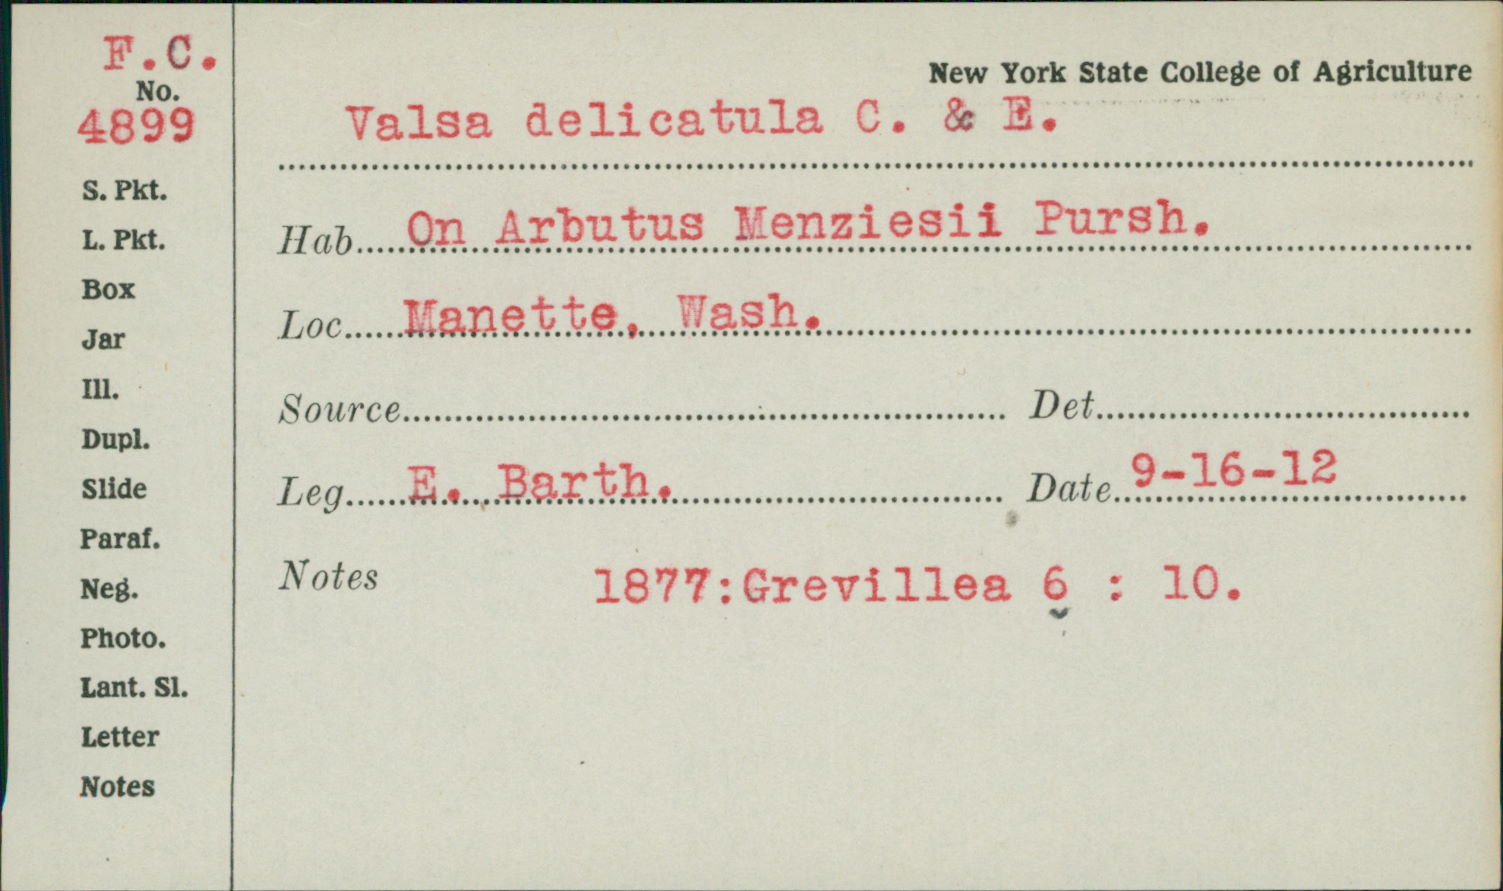 F.C.
No.
4899
S. Pkt.
L. Pkt.
Box
Jar
Ill.
Dupl.
Slide
Paraf.
Neg.
Photo.
Lant. Sl.
Letter
Notes
New York State College of Agriculture
Valsa delicatula C. & E.
Hab. On Arbutus Menziesii Pursh.
Loc. Manette, Wash.
Source Det.
Leg. E. Barth. Date 9-16-12
Notes 1877:Grevillea 6 : 10.